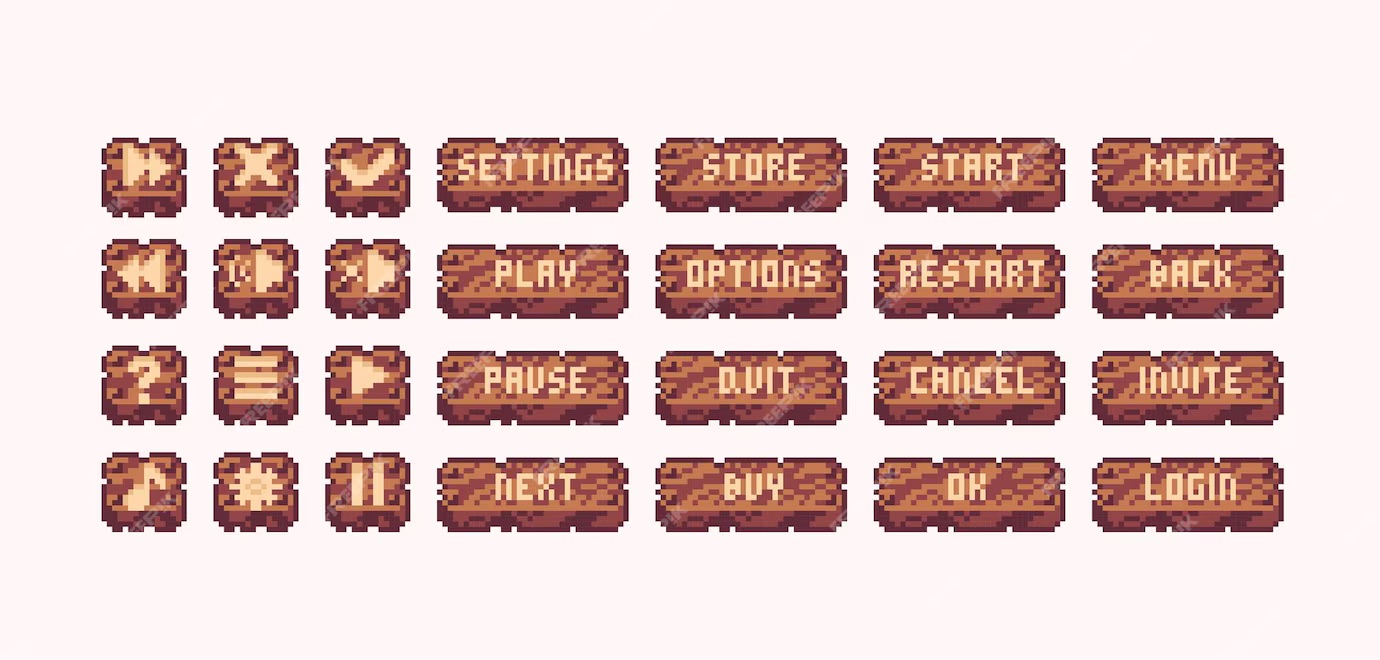 SETTINGS STORE START MENU
PLAY OPTIONS RESTART BACK
? PAUSE QUIT CANCEL INVITE
NEXT BUY OK LOGIN